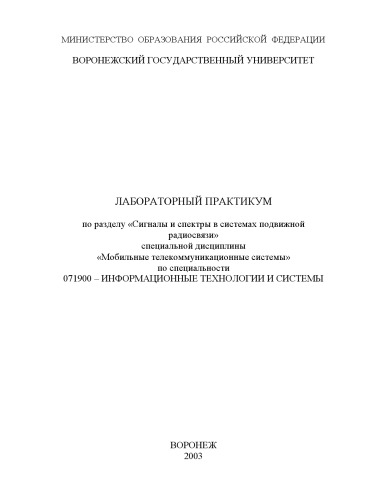 МИНИСТЕРСТВО ОБРАЗОВАНИЯ РОССИЙСКОЙ ФЕДЕРАЦИИ
ВОРОНЕЖСКИЙ ГОСУДАРСТВЕННЫЙ УНИВЕРСИТЕТ
ЛАБОРАТОРНЫЙ ПРАКТИКУМ
по разделу «Сигналы и спектры в системах подвижной
радиосвязи»
специальной дисциплины
«Мобильные телекоммуникационные системы»
по специальности
071900 – ИНФОРМАЦИОННЫЕ ТЕХНОЛОГИИ И СИСТЕМЫ
ВОРОНЕЖ
2003